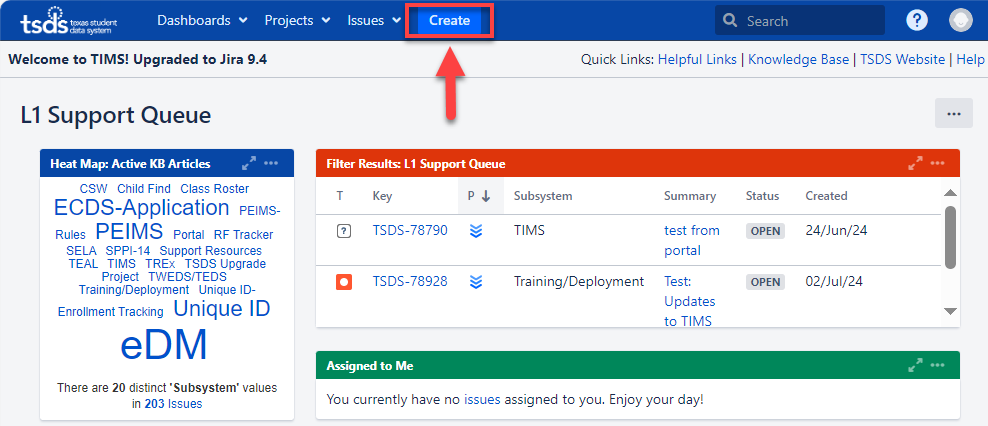 tsds texas student data system
Dashboards Projects Issues Create Search ?
Welcome to TIMS! Upgraded to Jira 9.4
Quick Links: Helpful Links | Knowledge Base | TSDS Website | Help
L1 Support Queue
Heat Map: Active KB Articles
CSW Child Find Class Roster
ECDS-Application PEIMS-
Rules PEIMS Portal RF Tracker
SELA SPPI-14 Support Resources
TEAL TIMS TREx TSDS Upgrade
Project TWEDS/TEDS
Training/Deployment Unique ID-
Enrollment Tracking Unique ID
eDM
There are 20 distinct 'Subsystem' values
in 203 Issues
Filter Results: L1 Support Queue
T Key P Subsystem Summary Status Created
? TSDS-78790 TIMS test from OPEN 24/Jun/24
portal
TSDS-78928 Training/Deployment Test: OPEN 02/Jul/24
Updates
to TIMS
Assigned to Me
You currently have no issues assigned to you. Enjoy your day!